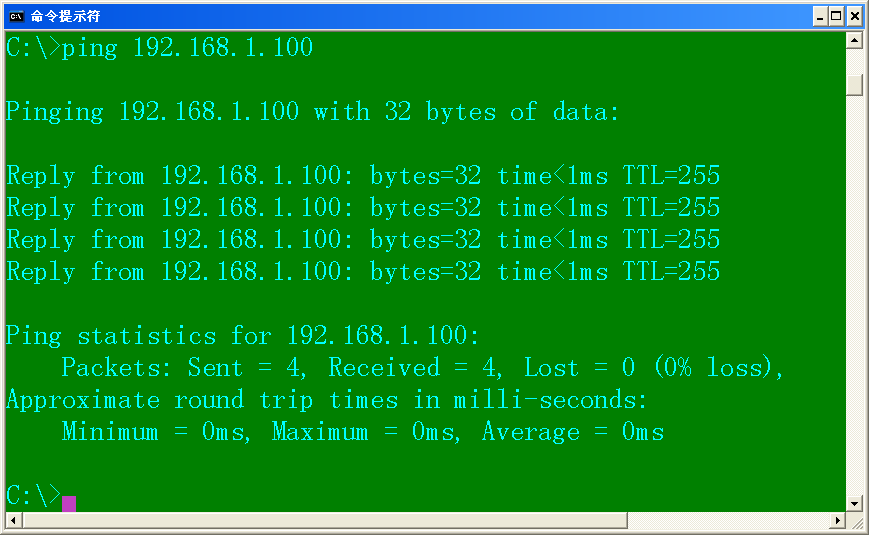 命令提示符
C:\>ping 192.168.1.100
Pinging 192.168.1.100 with 32 bytes of data:
Reply from 192.168.1.100: bytes=32 time<1ms TTL=255
Reply from 192.168.1.100: bytes=32 time<1ms TTL=255
Reply from 192.168.1.100: bytes=32 time<1ms TTL=255
Reply from 192.168.1.100: bytes=32 time<1ms TTL=255
Ping statistics for 192.168.1.100:
    Packets: Sent = 4, Received = 4, Lost = 0 (0% loss),
Approximate round trip times in milli-seconds:
    Minimum = 0ms, Maximum = 0ms, Average = 0ms
C:\>